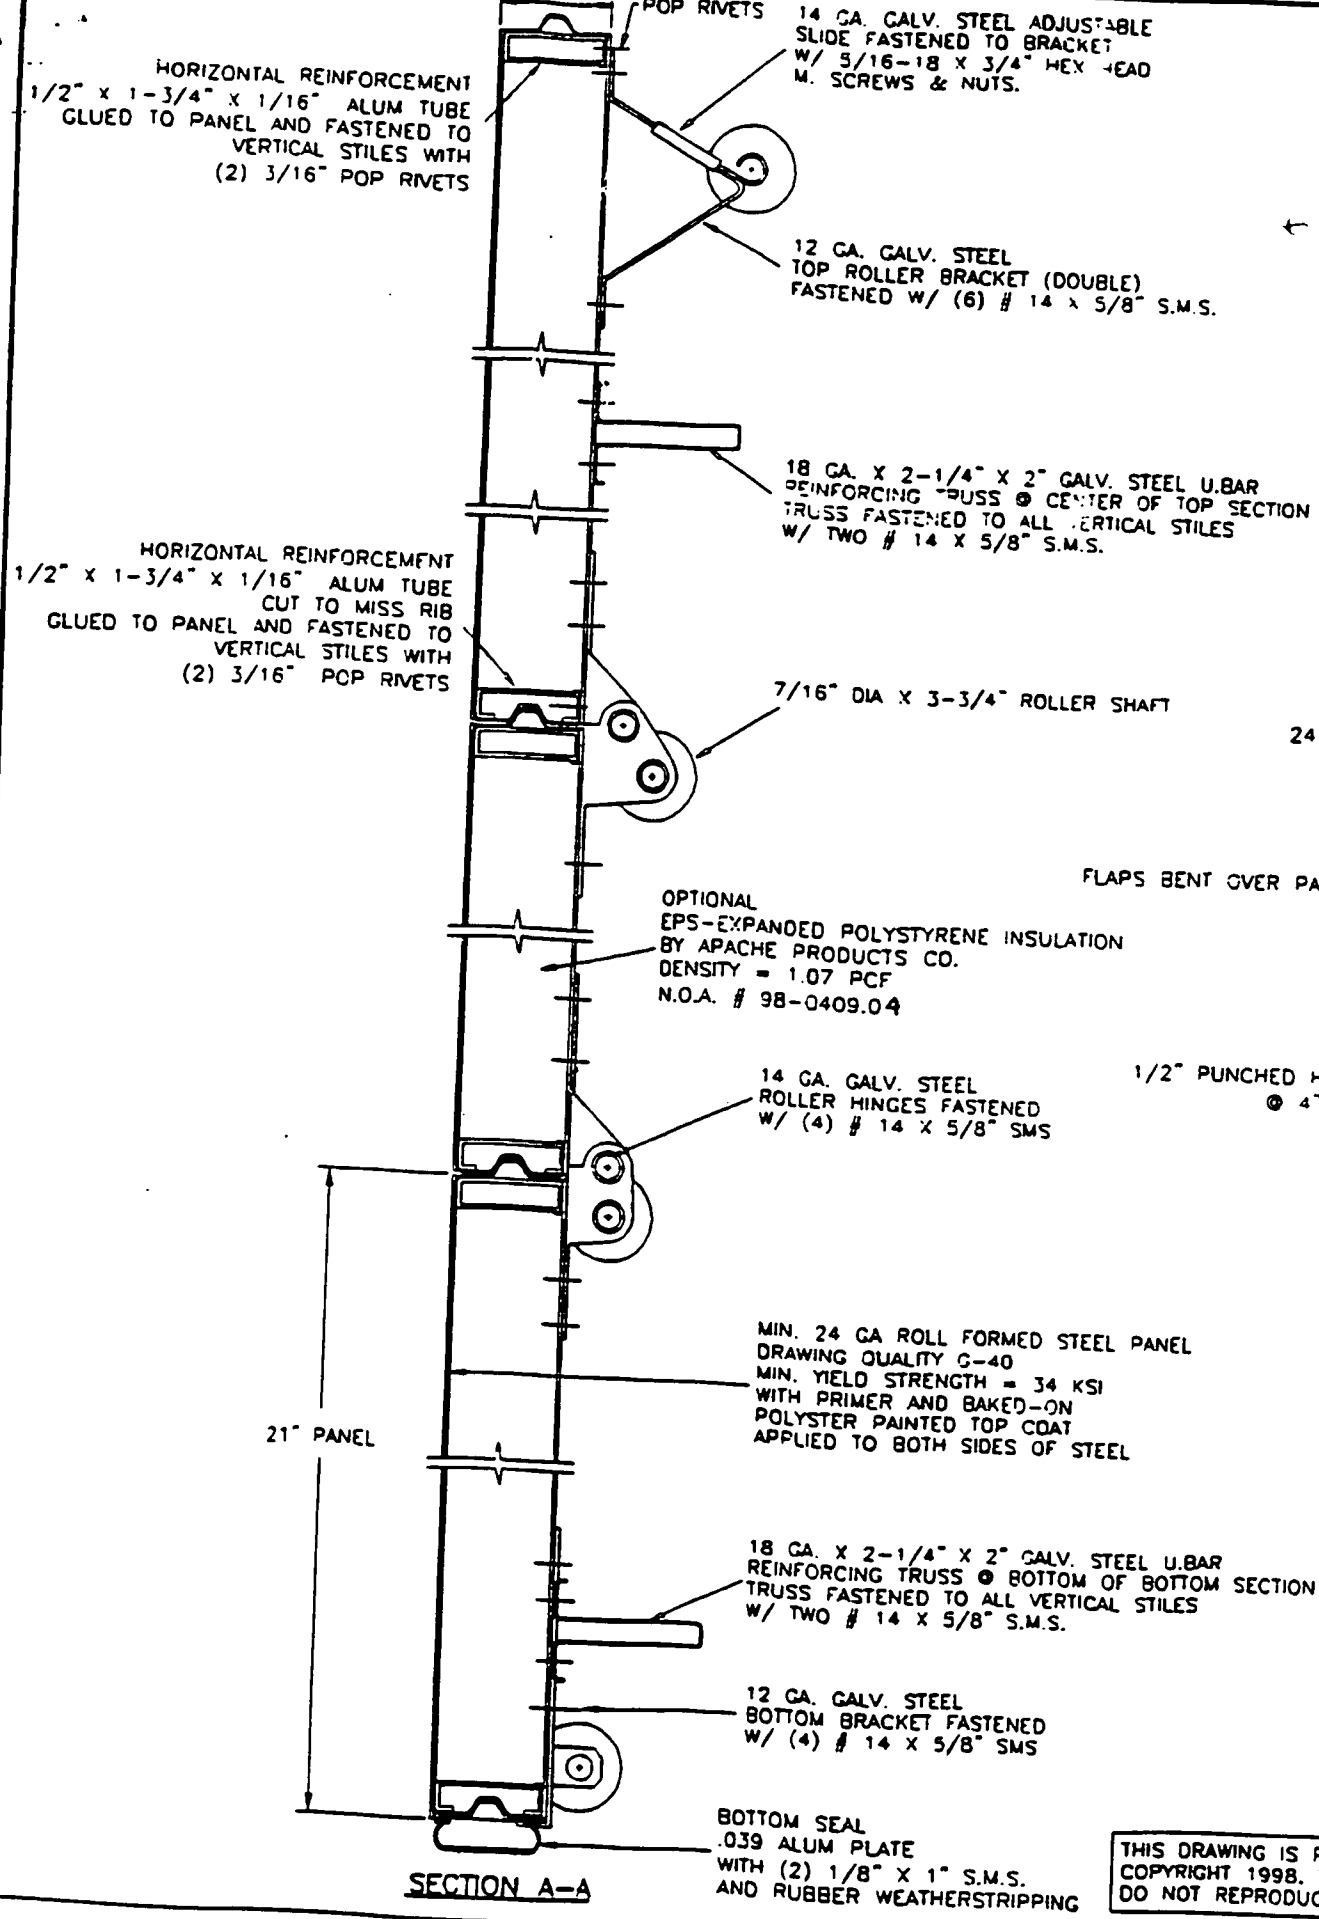 POP RIVETS
14 GA. GALV. STEEL ADJUSTABLE
SLIDE FASTENED TO BRACKET
W/ 5/16-18 X 3/4" HEX HEAD
M. SCREWS & NUTS.
HORIZONTAL REINFORCEMENT
1/2" X 1-3/4" X 1/16" ALUM TUBE
GLUED TO PANEL AND FASTENED TO
VERTICAL STILES WITH
(2) 3/16" POP RIVETS
12 GA. GALV. STEEL
TOP ROLLER BRACKET (DOUBLE)
FASTENED W/ (6) # 14 X 5/8" S.M.S.
18 GA. X 2-1/4" X 2" GALV. STEEL U.BAR
REINFORCING TRUSS @ CENTER OF TOP SECTION
TRUSS FASTENED TO ALL VERTICAL STILES
W/ TWO # 14 X 5/8" S.M.S.
HORIZONTAL REINFORCEMENT
1/2" X 1-3/4" X 1/16" ALUM TUBE
CUT TO MISS RIB
GLUED TO PANEL AND FASTENED TO
VERTICAL STILES WITH
(2) 3/16" POP RIVETS
7/16" DIA X 3-3/4" ROLLER SHAFT
24
FLAPS BENT OVER PA
OPTIONAL
EPS-EXPANDED POLYSTYRENE INSULATION
BY APACHE PRODUCTS CO.
DENSITY = 1.07 PCF
N.O.A. # 98-0409.04
14 GA. GALV. STEEL
ROLLER HINGES FASTENED
W/ (4) # 14 X 5/8" SMS
1/2" PUNCHED H
@ 4"
MIN. 24 GA ROLL FORMED STEEL PANEL
DRAWING QUALITY G-40
MIN. YIELD STRENGTH = 34 KSI
WITH PRIMER AND BAKED-ON
POLYSTER PAINTED TOP COAT
APPLIED TO BOTH SIDES OF STEEL
21" PANEL
18 GA. X 2-1/4" X 2" GALV. STEEL U.BAR
REINFORCING TRUSS @ BOTTOM OF BOTTOM SECTION
TRUSS FASTENED TO ALL VERTICAL STILES
W/ TWO # 14 X 5/8" S.M.S.
12 GA. GALV. STEEL
BOTTOM BRACKET FASTENED
W/ (4) # 14 X 5/8" SMS
BOTTOM SEAL
.039 ALUM PLATE
WITH (2) 1/8" X 1" S.M.S.
AND RUBBER WEATHERSTRIPPING
SECTION A-A
THIS DRAWING IS
COPYRIGHT 1998.
DO NOT REPRODUC